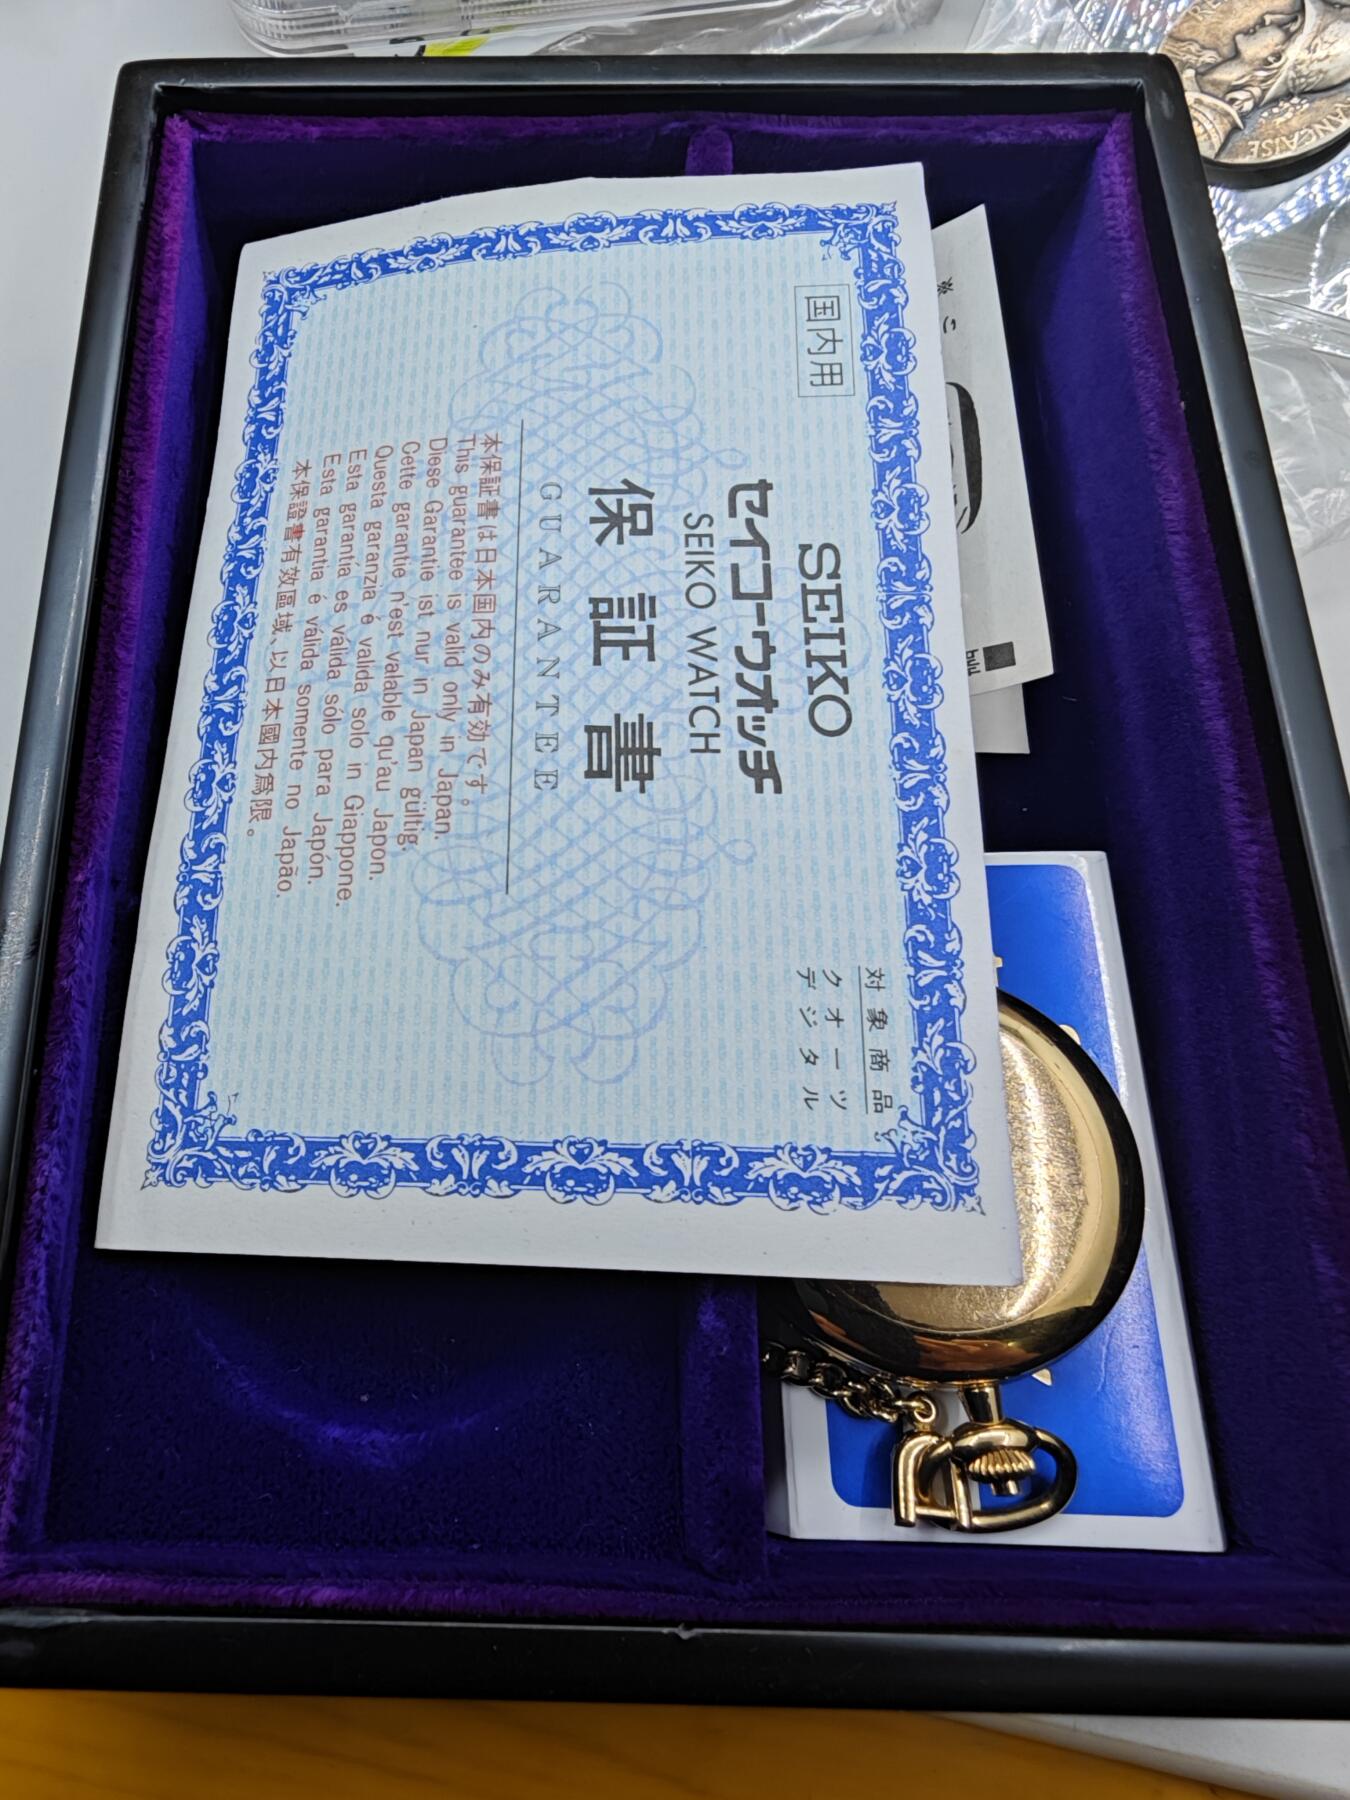 国内用
SEIKO
セイコーウオッチ
SEIKO WATCH
保証書
GUARANTEE
本保証書は日本国内のみ有効です。
This guarantee is valid only in Japan.
Diese Garantie ist nur in Japan gültig.
Cette garantie n'est valable qu'au Japon.
Questa garanzia é valida solo in Giappone.
Esta garantía es válida sólo para Japón.
Esta garantia é válida somente no Japão.
本保證書有效區域、以日本國內爲限。
対象商品
クオーツ
デジタル
※こ
ANÇAISE